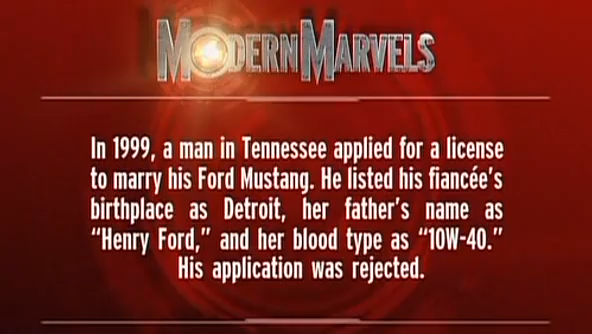 Modern Marvels
In 1999, a man in Tennessee applied for a license
to marry his Ford Mustang. He listed his fiancée's
birthplace as Detroit, her father's name as
“Henry Ford,” and her blood type as “10W-40.”
His application was rejected.